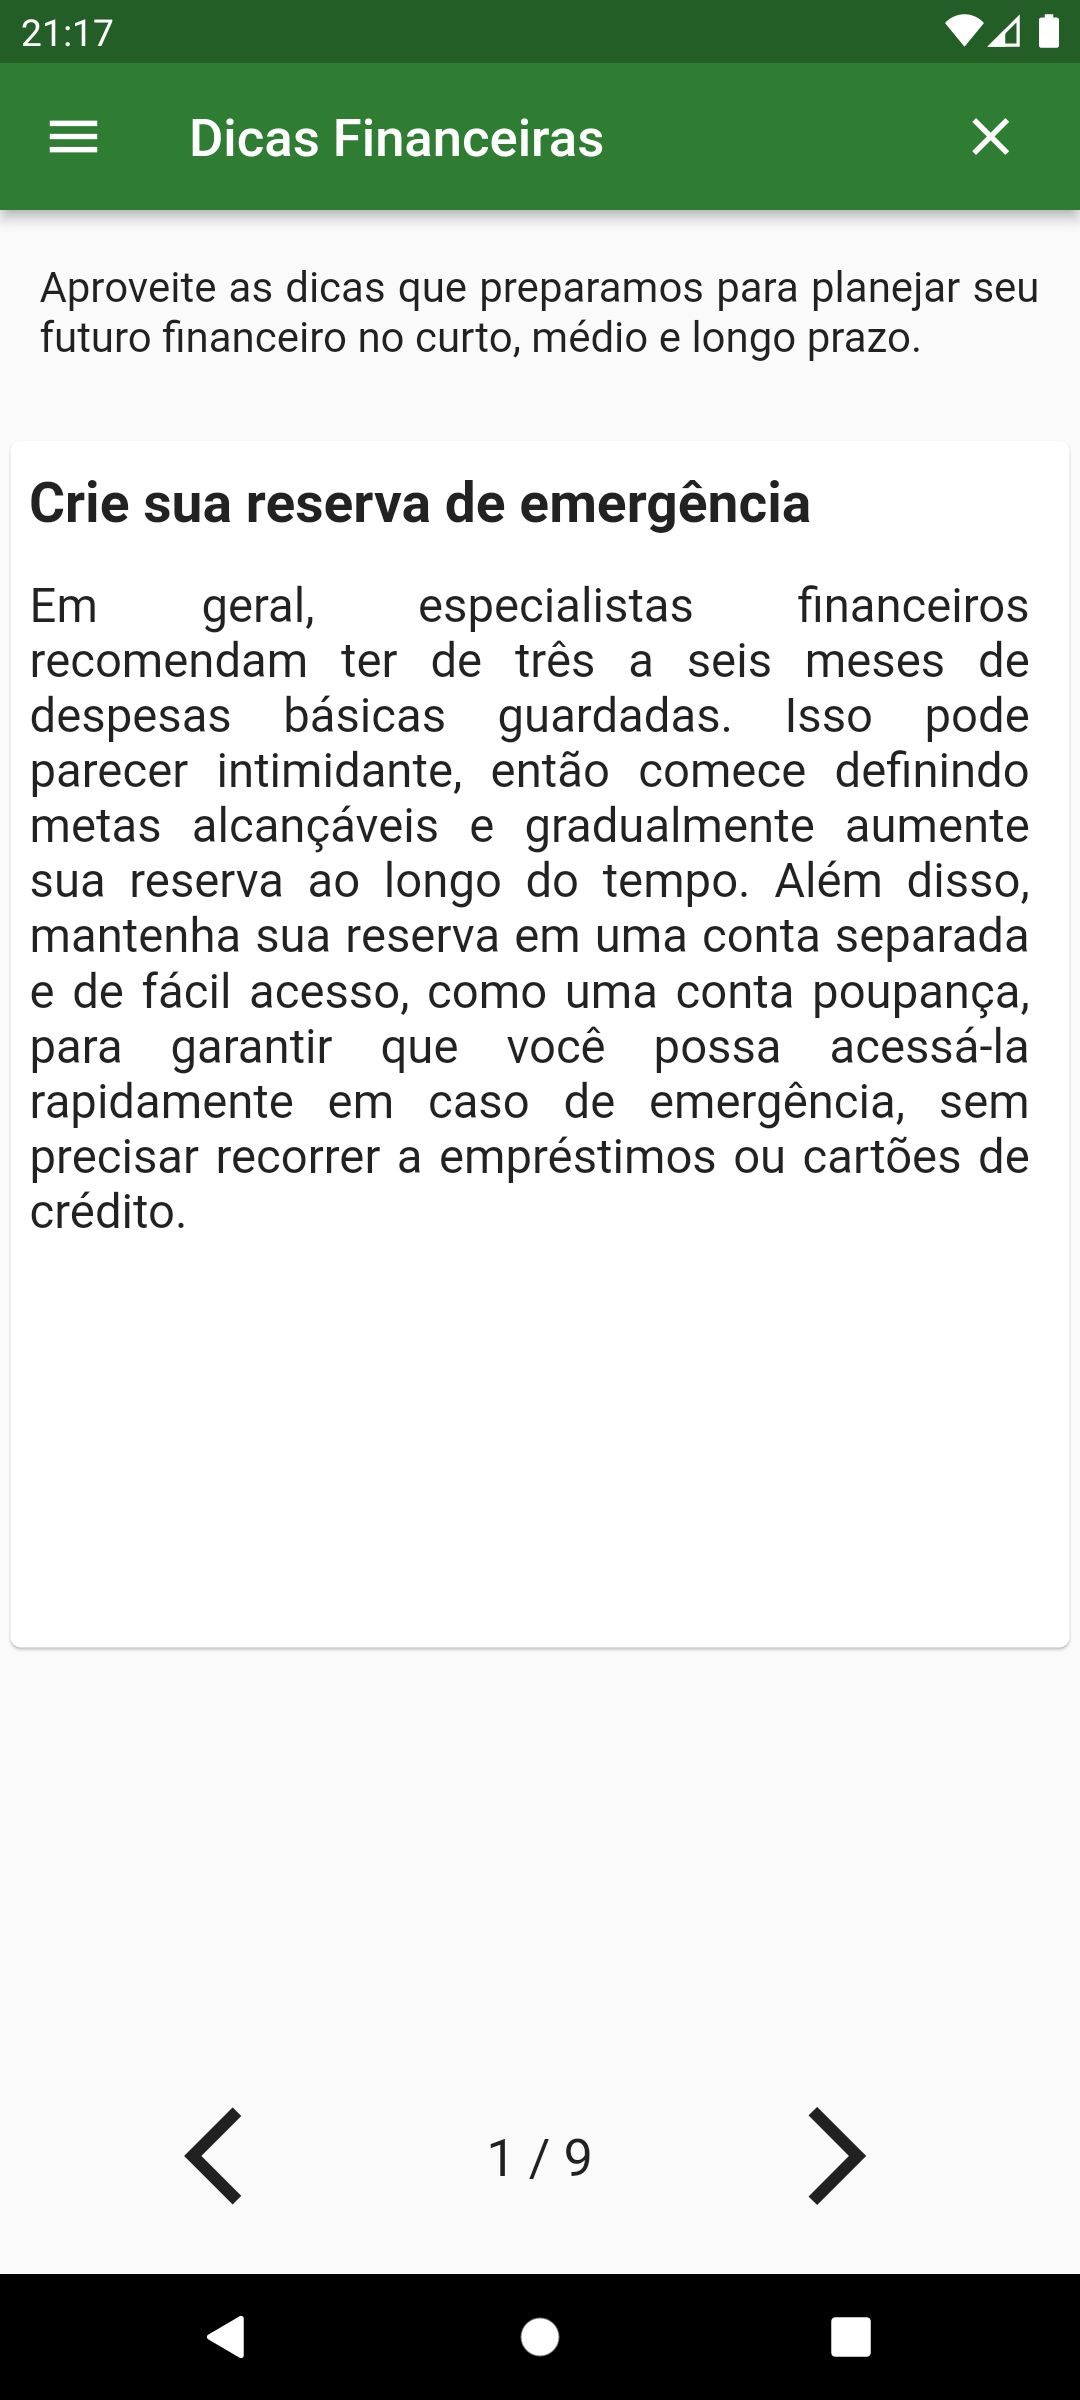 21:17
Dicas Financeiras
Aproveite as dicas que preparamos para planejar seu
futuro financeiro no curto, médio e longo prazo.
Crie sua reserva de emergência
Em geral, especialistas financeiros
recomendam ter de três a seis meses de
despesas básicas guardadas. Isso pode
parecer intimidante, então comece definindo
metas alcançáveis e gradualmente aumente
sua reserva ao longo do tempo. Além disso,
mantenha sua reserva em uma conta separada
e de fácil acesso, como uma conta poupança,
para garantir que você possa acessá-la
rapidamente em caso de emergência, sem
precisar recorrer a empréstimos ou cartões de
crédito.
1 / 9